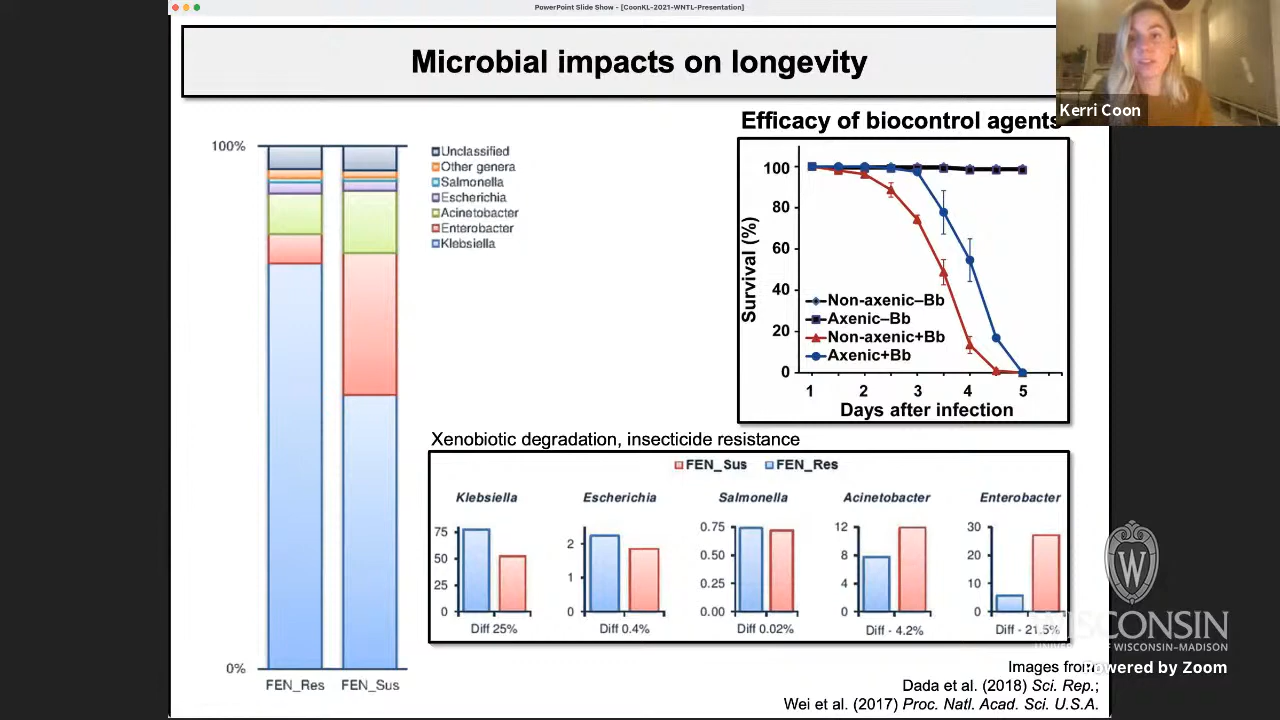 PowerPoint Slide Show - [CoonKL-2021-WNTL-Presentation]
Microbial impacts on longevity
Kerri Coon
Efficacy of biocontrol agents
100%
0%
FEN_Res FEN_Sus
Unclassified
Other genera
Salmonella
Escherichia
Acinetobacter
Enterobacter
Klebsiella
Survival (%)
100
80
60
40
20
0
Non-axenic–Bb
Axenic–Bb
Non-axenic+Bb
Axenic+Bb
1 2 3 4 5
Days after infection
Xenobiotic degradation, insecticide resistance
FEN_Sus FEN_Res
Klebsiella
75
50
25
0
Diff 25%
Escherichia
2
1
0
Diff 0.4%
Salmonella
0.75
0.50
0.25
0.00
Diff 0.02%
Acinetobacter
12
8
4
0
Diff - 4.2%
Enterobacter
30
20
10
0
Diff - 21.5%
W
WISCONSIN
UNIVERSITY OF WISCONSIN–MADISON
Images from
Powered by Zoom
Dada et al. (2018) Sci. Rep.;
Wei et al. (2017) Proc. Natl. Acad. Sci. U.S.A.